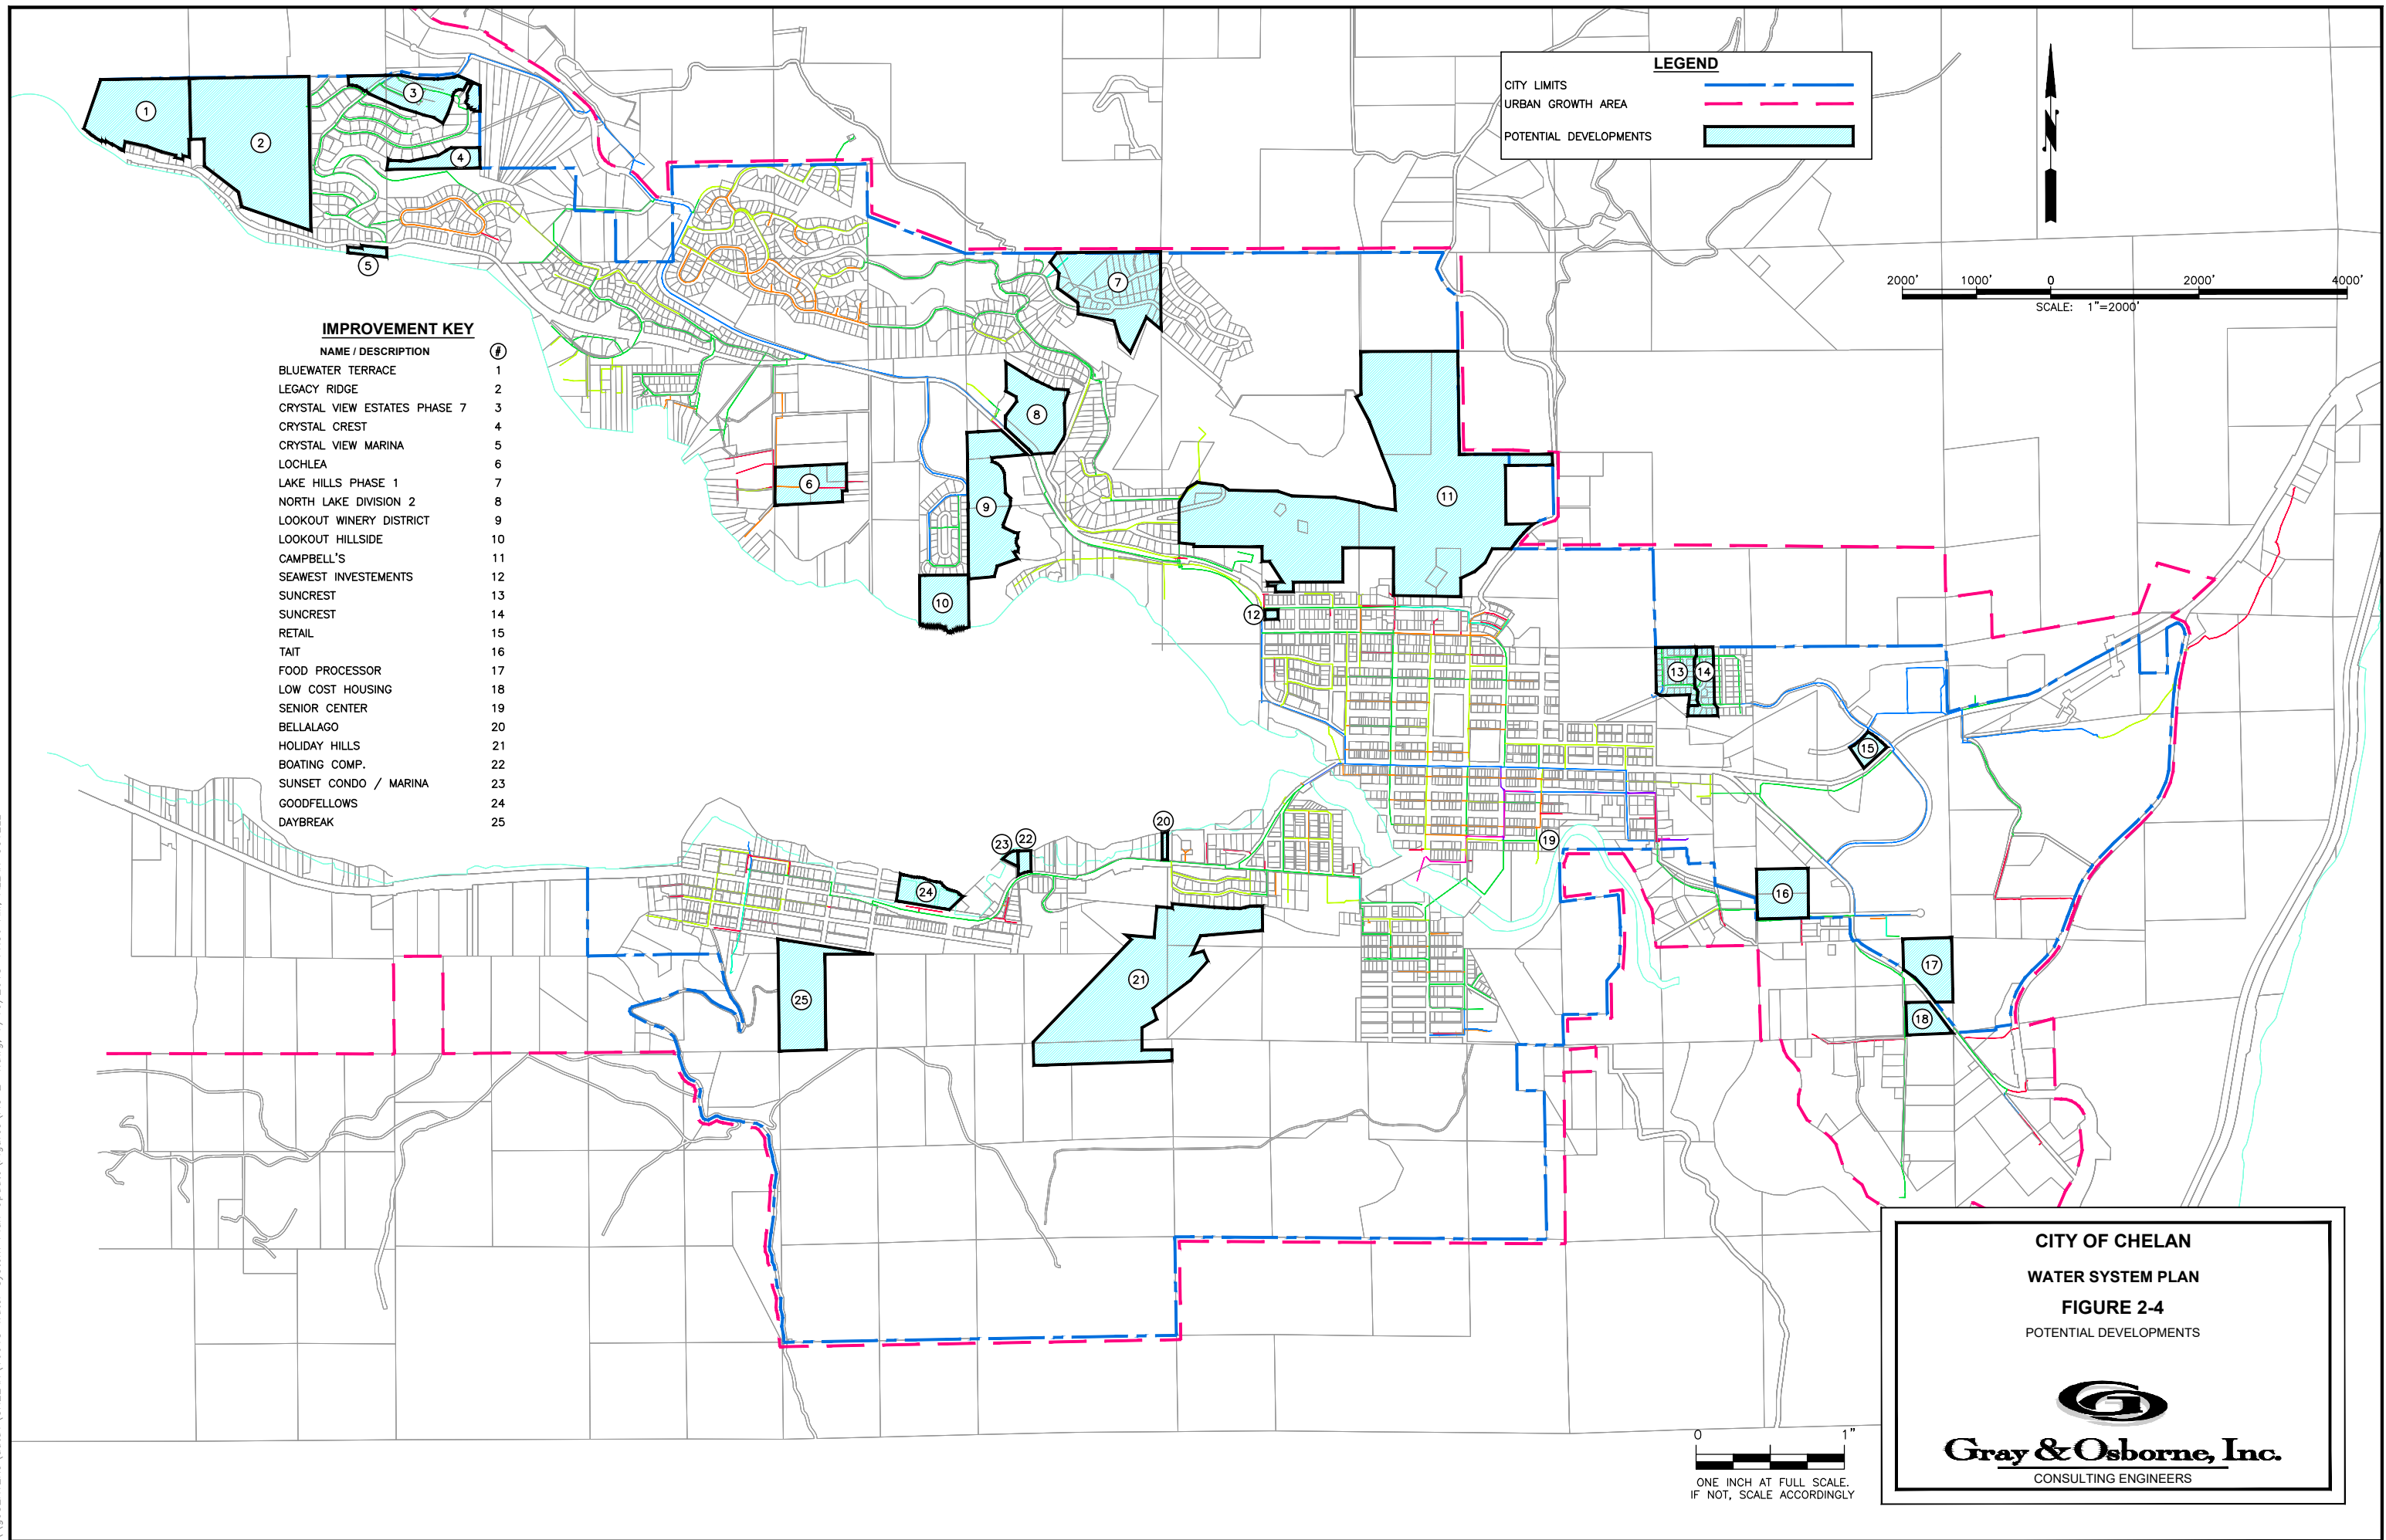 LEGEND
CITY LIMITS
URBAN GROWTH AREA
POTENTIAL DEVELOPMENTS
N
2000' 1000' 0 2000' 4000'
SCALE: 1"=2000'
IMPROVEMENT KEY
NAME / DESCRIPTION #
BLUEWATER TERRACE 1
LEGACY RIDGE 2
CRYSTAL VIEW ESTATES PHASE 7 3
CRYSTAL CREST 4
CRYSTAL VIEW MARINA 5
LOCHLEA 6
LAKE HILLS PHASE 1 7
NORTH LAKE DIVISION 2 8
LOOKOUT WINERY DISTRICT 9
LOOKOUT HILLSIDE 10
CAMPBELL'S 11
SEAWEST INVESTEMENTS 12
SUNCREST 13
SUNCREST 14
RETAIL 15
TAIT 16
FOOD PROCESSOR 17
LOW COST HOUSING 18
SENIOR CENTER 19
BELLALAGO 20
HOLIDAY HILLS 21
BOATING COMP. 22
SUNSET CONDO / MARINA 23
GOODFELLOWS 24
DAYBREAK 25
1
2
3
4
5
6
7
8
9
10
11
12
13
14
15
16
17
18
19
20
21
22
23
24
25
0 1"
ONE INCH AT FULL SCALE.
IF NOT, SCALE ACCORDINGLY
CITY OF CHELAN
WATER SYSTEM PLAN
FIGURE 2-4
POTENTIAL DEVELOPMENTS
Gray & Osborne, Inc.
CONSULTING ENGINEERS